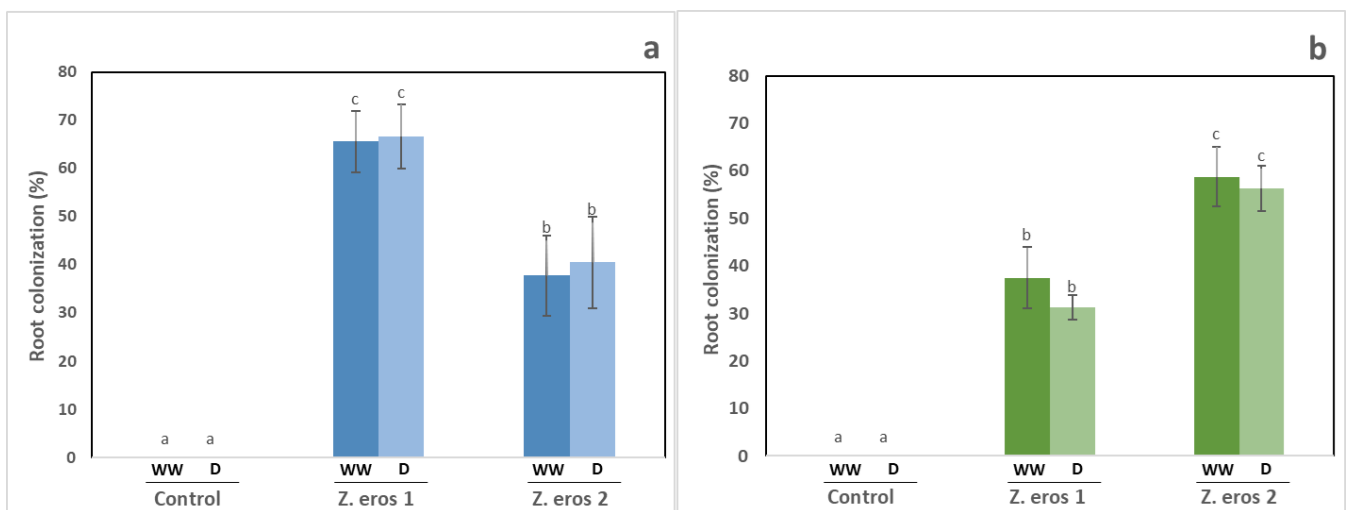 a
Root colonization (%)
80
70
60
50
40
30
20
10
0
a a
c c
b b
WW D WW D WW D
Control Z. eros 1 Z. eros 2
b
Root colonization (%)
80
70
60
50
40
30
20
10
0
a a
b b
c c
WW D WW D WW D
Control Z. eros 1 Z. eros 2